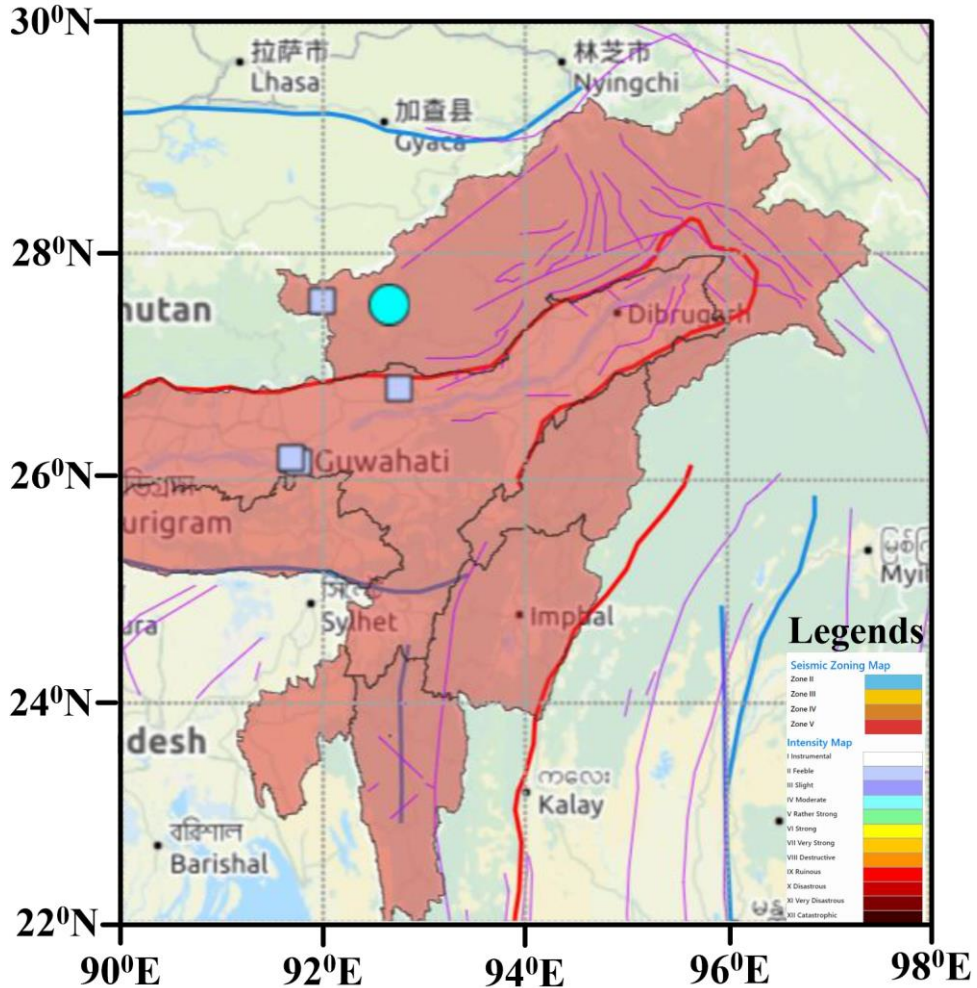 30⁰N
28⁰N
26⁰N
24⁰N
22⁰N
90⁰E
92⁰E
94⁰E
96⁰E
98⁰E
拉萨市
Lhasa
林芝市
Nyingchi
加查县
Gyaca
hutan
Dibrugarh
Guwahati
urigram
Sylhet
Imphal
desh
ကလေး
Kalay
বরিশাল
Barishal
Legends
Seismic Zoning Map
Zone II
Zone III
Zone IV
Zone V
Intensity Map
I Instrumental
II Feeble
III Slight
IV Moderate
V Rather Strong
VI Strong
VII Very Strong
VIII Destructive
IX Ruinous
X Disastrous
XI Very Disastrous
XII Catastrophic